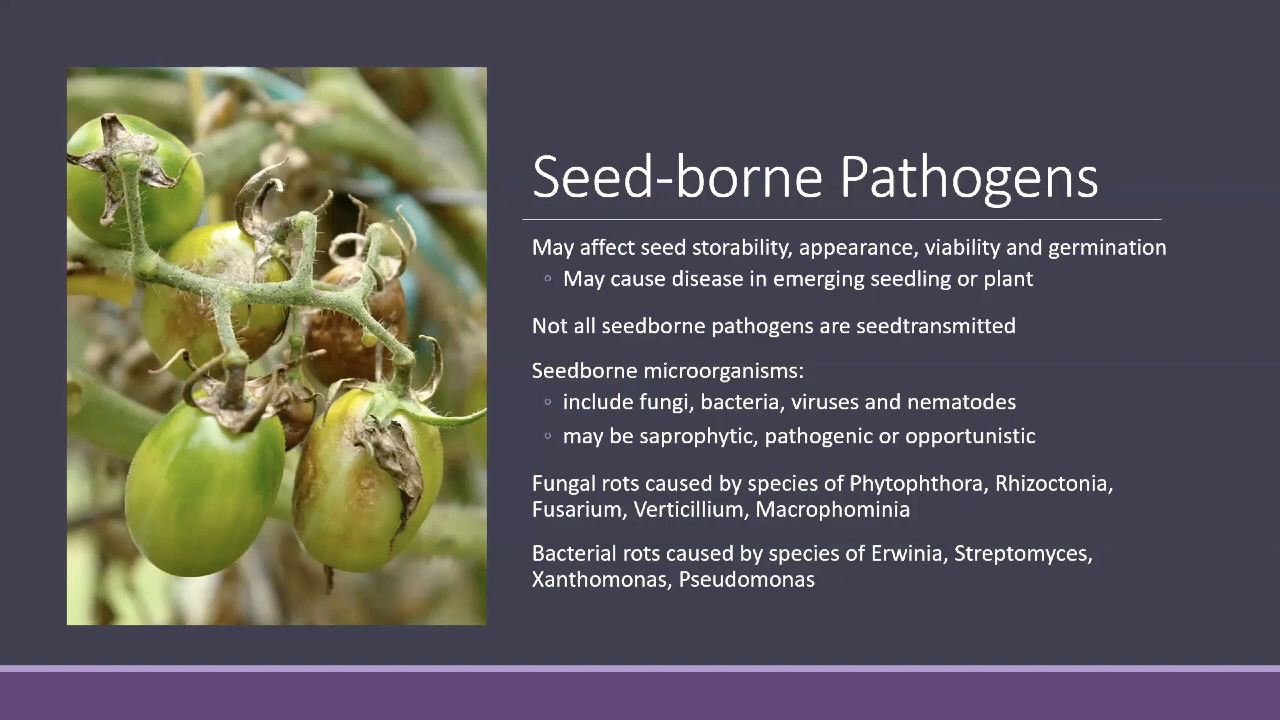 Seed-borne Pathogens
May affect seed storability, appearance, viability and germination
◦ May cause disease in emerging seedling or plant
Not all seedborne pathogens are seedtransmitted
Seedborne microorganisms:
◦ include fungi, bacteria, viruses and nematodes
◦ may be saprophytic, pathogenic or opportunistic
Fungal rots caused by species of Phytophthora, Rhizoctonia,
Fusarium, Verticillium, Macrophominia
Bacterial rots caused by species of Erwinia, Streptomyces,
Xanthomonas, Pseudomonas